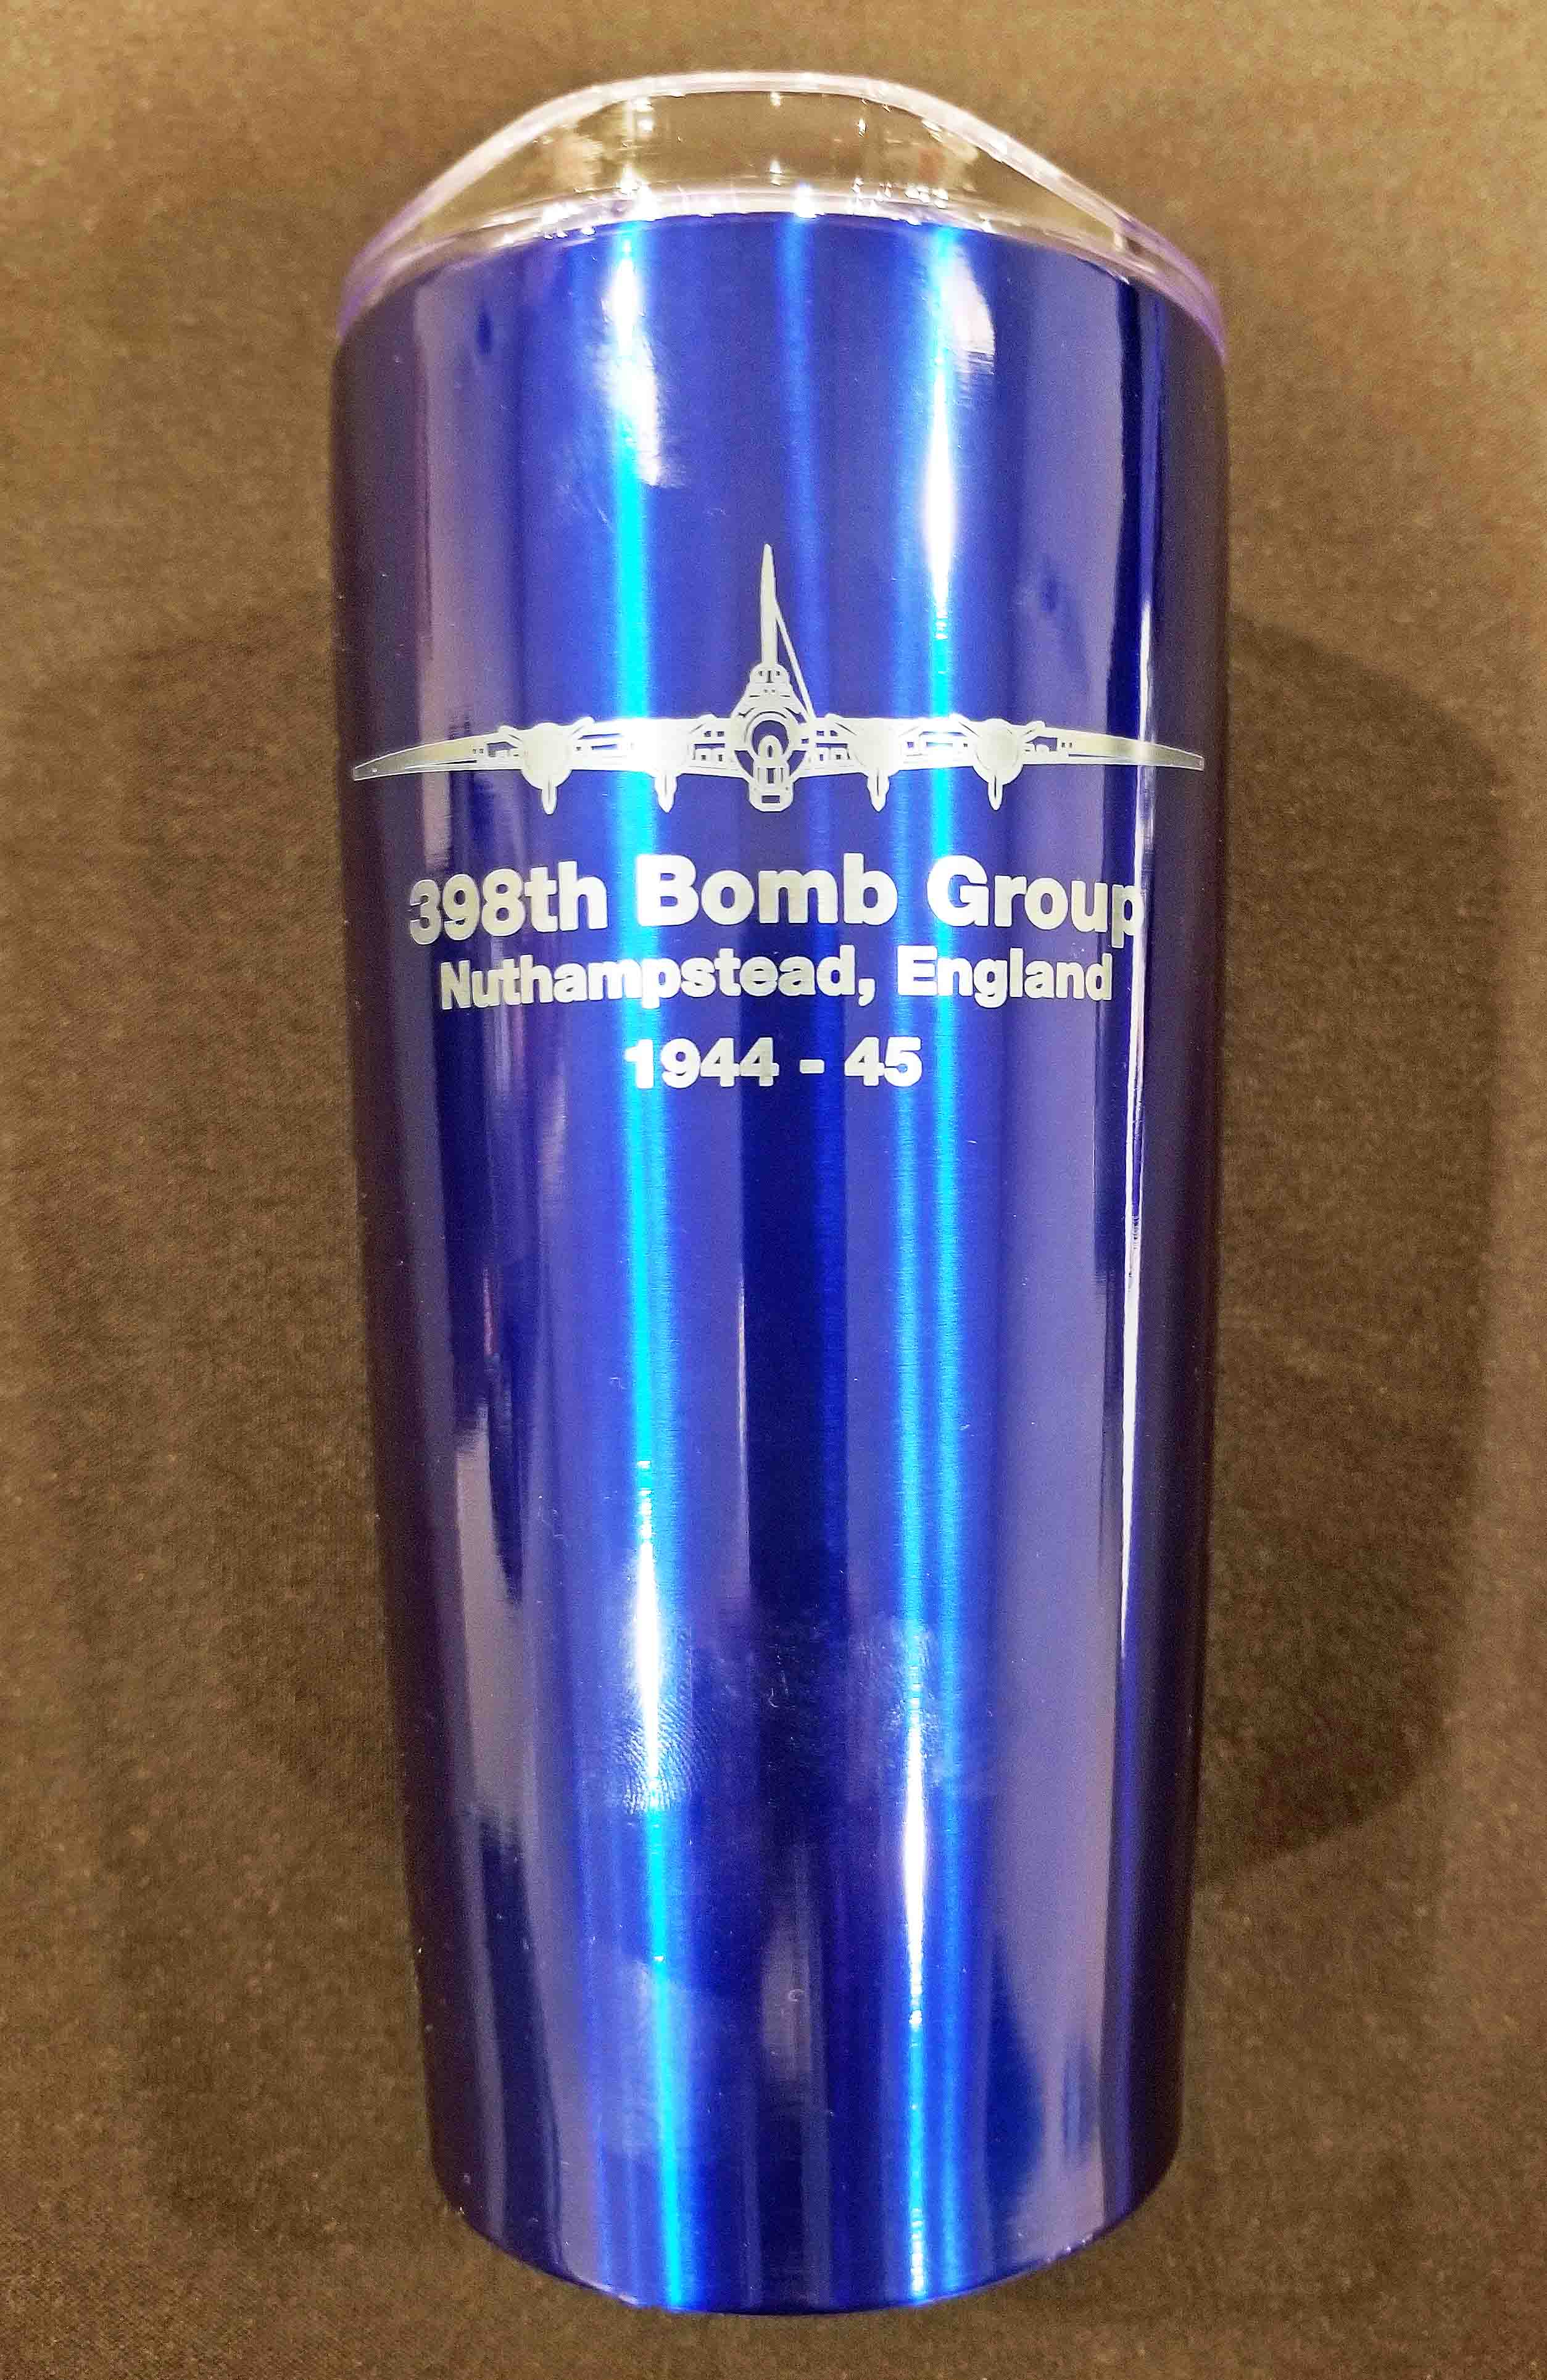 398th Bomb Group
Nuthampstead, England
1944 - 45